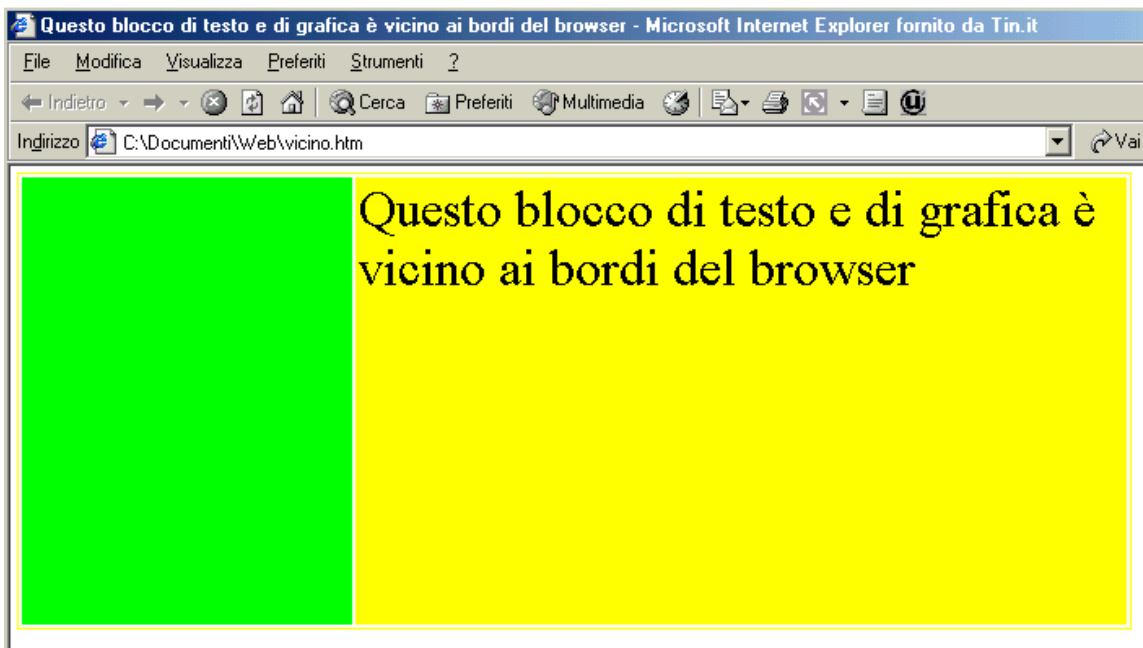 Questo blocco di testo e di grafica è vicino ai bordi del browser - Microsoft Internet Explorer fornito da Tin.it
File Modifica Visualizza Preferiti Strumenti ?
Indietro Cerca Preferiti Multimedia
Indirizzo C:\Documenti\Web\vicino.htm Vai
Questo blocco di testo e di grafica è
vicino ai bordi del browser